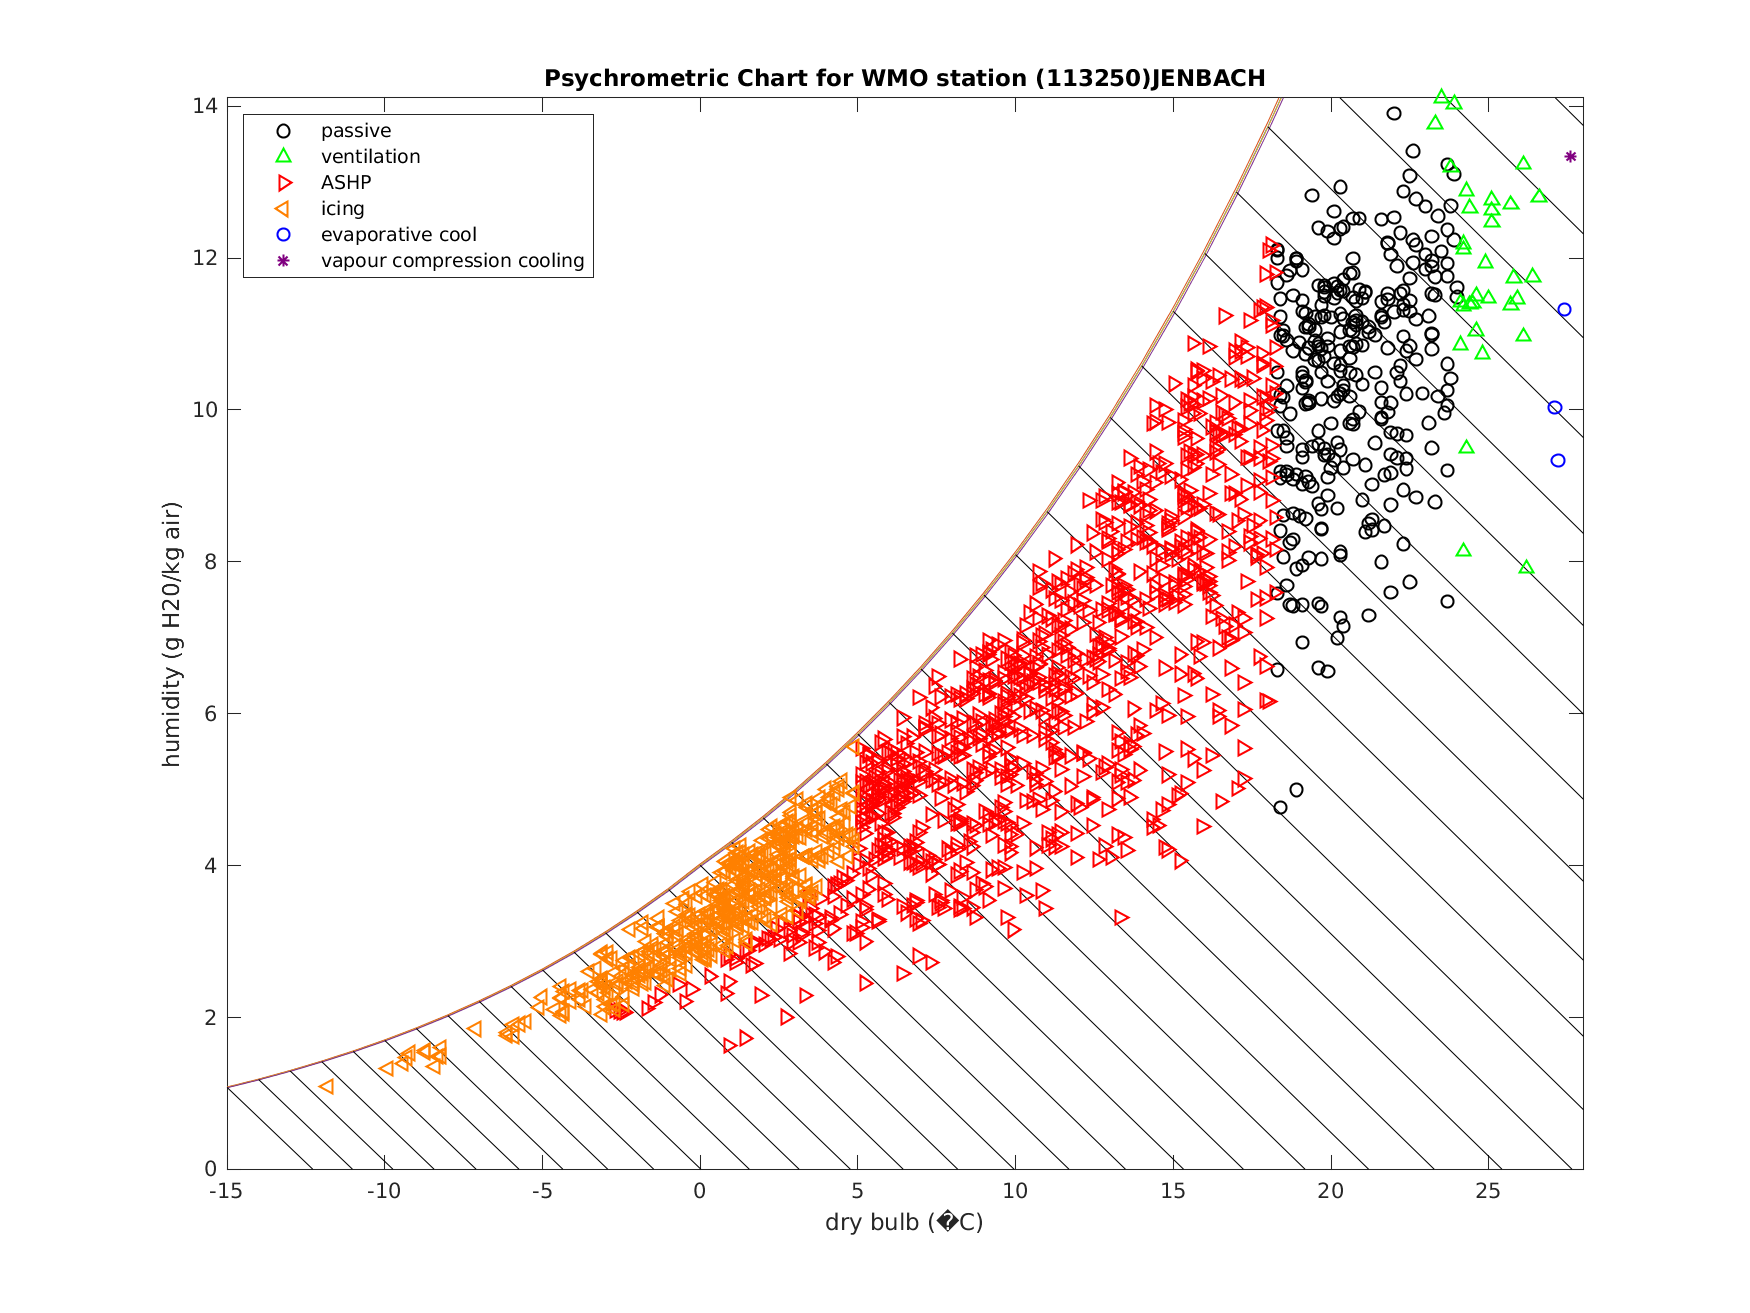 Psychrometric Chart for WMO station (113250)JENBACH
14
12
10
8
6
4
2
0
humidity (g H20/kg air)
passive
ventilation
ASHP
icing
evaporative cool
vapour compression cooling
-15 -10 -5 0 5 10 15 20 25
dry bulb (�C)